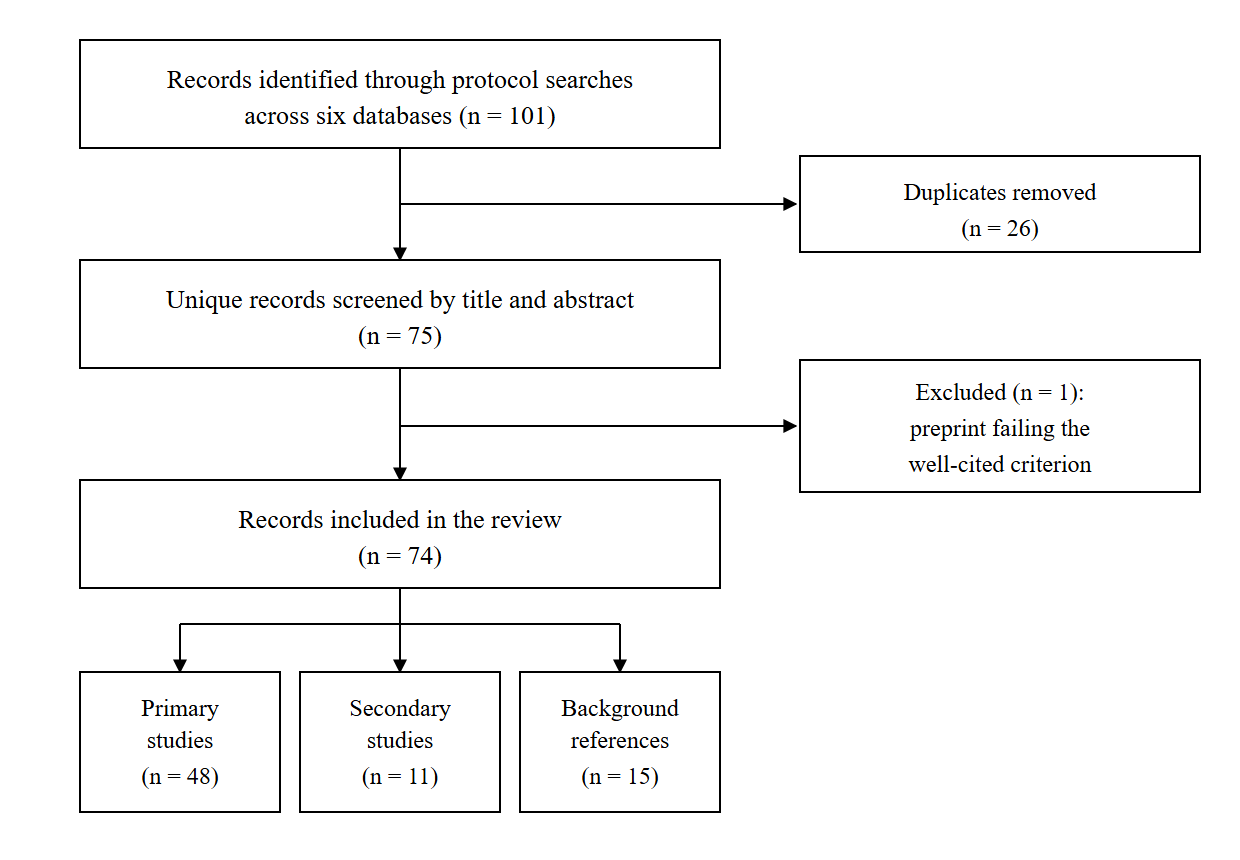 Records identified through protocol searches
across six databases (n = 101)
Duplicates removed
(n = 26)
Unique records screened by title and abstract
(n = 75)
Excluded (n = 1):
preprint failing the
well-cited criterion
Records included in the review
(n = 74)
Primary
studies
(n = 48)
Secondary
studies
(n = 11)
Background
references
(n = 15)